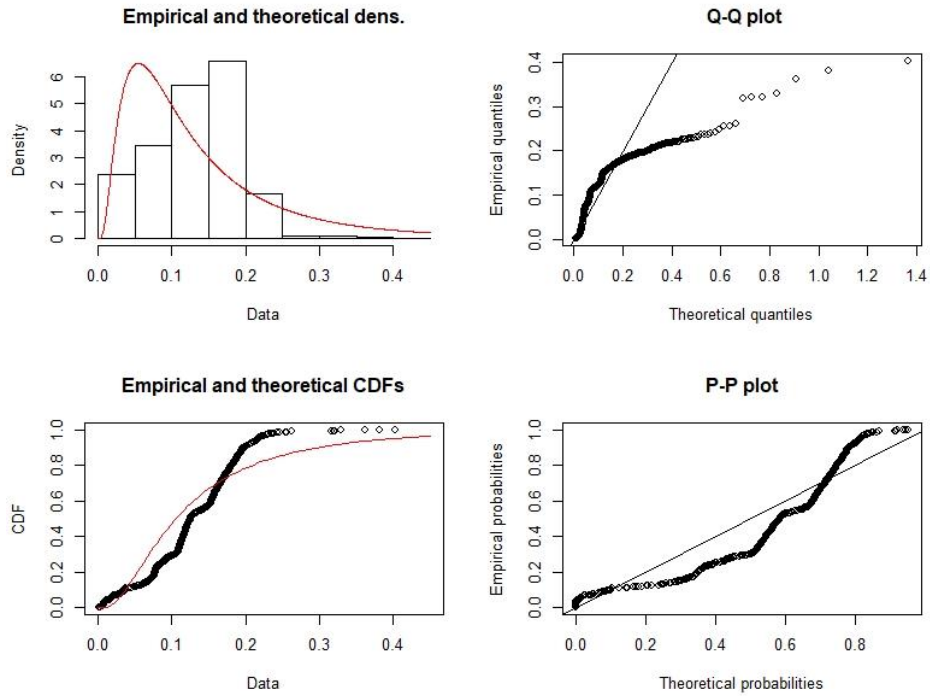 Empirical and theoretical dens.
Density
0 1 2 3 4 5 6
0.0 0.1 0.2 0.3 0.4
Data
Q-Q plot
Empirical quantiles
0.0 0.1 0.2 0.3 0.4
0.0 0.2 0.4 0.6 0.8 1.0 1.2 1.4
Theoretical quantiles
Empirical and theoretical CDFs
CDF
0.0 0.2 0.4 0.6 0.8 1.0
0.0 0.1 0.2 0.3 0.4
Data
P-P plot
Empirical probabilities
0.0 0.2 0.4 0.6 0.8 1.0
0.0 0.2 0.4 0.6 0.8
Theoretical probabilities